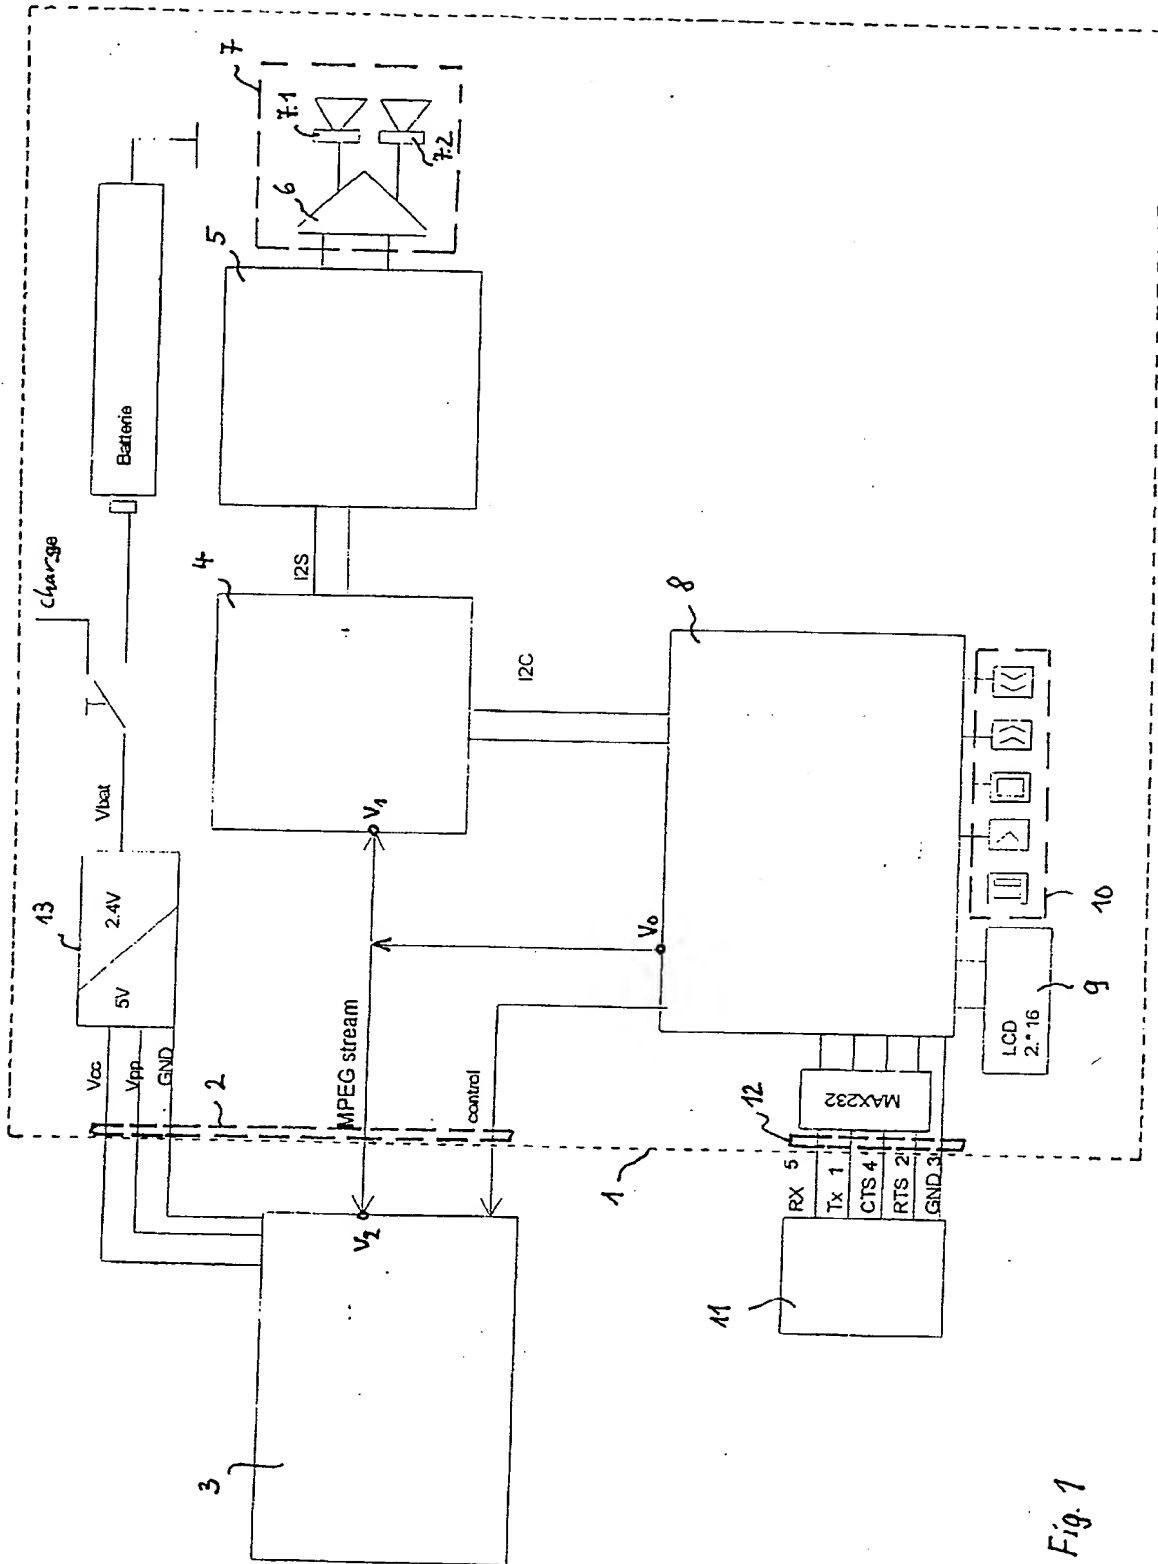 charge
Batterie
Vbat
13
2.4V
5V
Vcc
Vpp
GND
2
7
7.1
7.2
6
5
I2S
4
V1
I2C
MPEG stream
control
V2
3
8
V0
10
LCD
2.*16
9
MAX232
12
RX 5
Tx 1
CTS 4
RTS 2
GND 3
1
11
Fig. 1